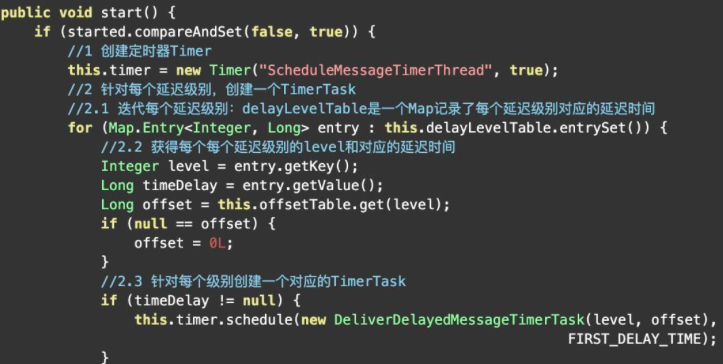 public void start() {
    if (started.compareAndSet(false, true)) {
        //1 创建定时器Timer
        this.timer = new Timer("ScheduleMessageTimerThread", true);
        //2 针对每个延迟级别，创建一个TimerTask
        //2.1 迭代每个延迟级别：delayLevelTable是一个Map记录了每个延迟级别对应的延迟时间
        for (Map.Entry<Integer, Long> entry : this.delayLevelTable.entrySet()) {
            //2.2 获得每个每个延迟级别的level和对应的延迟时间
            Integer level = entry.getKey();
            Long timeDelay = entry.getValue();
            Long offset = this.offsetTable.get(level);
            if (null == offset) {
                offset = 0L;
            }
            //2.3 针对每个级别创建一个对应的TimerTask
            if (timeDelay != null) {
                this.timer.schedule(new DeliverDelayedMessageTimerTask(level, offset),
                                                                    FIRST_DELAY_TIME);
            }